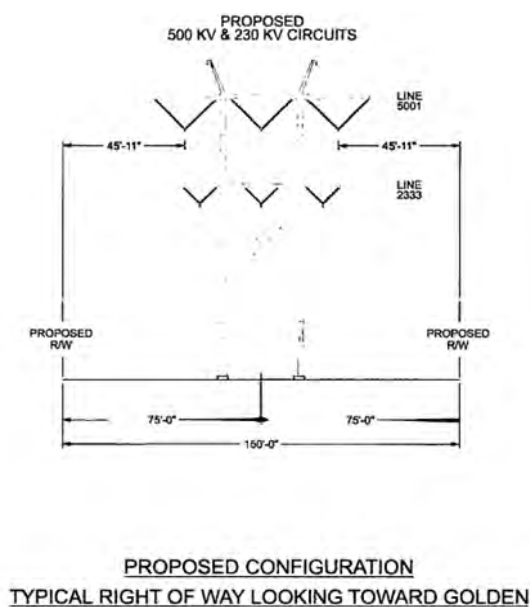 PROPOSED
500 KV & 230 KV CIRCUITS
LINE
5001
45'-11"
45'-11"
LINE
2333
PROPOSED
R/W
PROPOSED
R/W
75'-0"
75'-0"
150'-0"
PROPOSED CONFIGURATION
TYPICAL RIGHT OF WAY LOOKING TOWARD GOLDEN